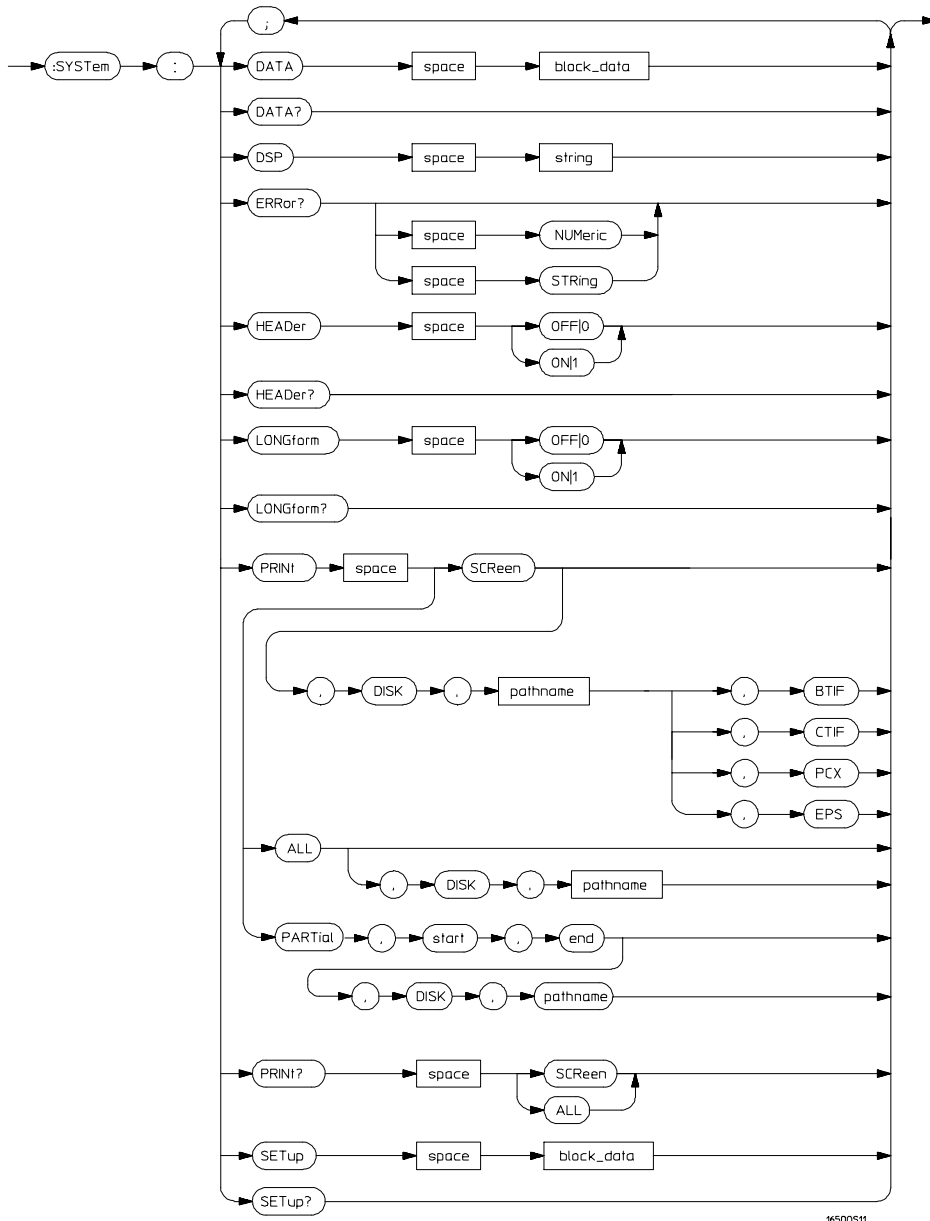 ;
:SYSTem : DATA space block_data
DATA?
DSP space string
ERRor?
space NUMeric
space STRing
HEADer space OFF|0
ON|1
HEADer?
LONGform space OFF|0
ON|1
LONGform?
PRINt space SCReen
, DISK , pathname , BTIF
, CTIF
, PCX
, EPS
ALL
, DISK , pathname
PARTial , start , end
, DISK , pathname
PRINt? space SCReen
ALL
SETup space block_data
SETup?
16500S11